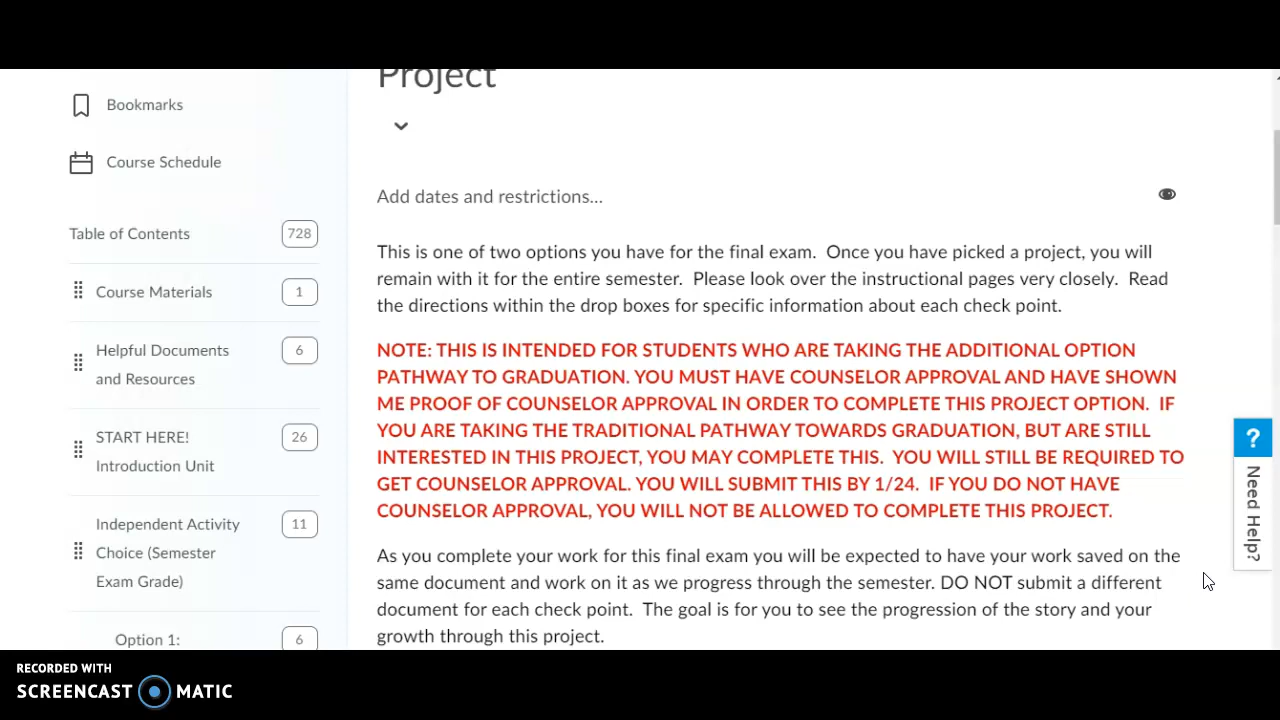 Project
Bookmarks
Course Schedule
Table of Contents 728
Course Materials 1
Helpful Documents 6
and Resources
START HERE! 26
Introduction Unit
Independent Activity 11
Choice (Semester
Exam Grade)
Option 1: 6
Add dates and restrictions...
This is one of two options you have for the final exam.  Once you have picked a project, you will
remain with it for the entire semester.  Please look over the instructional pages very closely.  Read
the directions within the drop boxes for specific information about each check point.
NOTE: THIS IS INTENDED FOR STUDENTS WHO ARE TAKING THE ADDITIONAL OPTION
PATHWAY TO GRADUATION. YOU MUST HAVE COUNSELOR APPROVAL AND HAVE SHOWN
ME PROOF OF COUNSELOR APPROVAL IN ORDER TO COMPLETE THIS PROJECT OPTION.  IF
YOU ARE TAKING THE TRADITIONAL PATHWAY TOWARDS GRADUATION, BUT ARE STILL
INTERESTED IN THIS PROJECT, YOU MAY COMPLETE THIS.  YOU WILL STILL BE REQUIRED TO
GET COUNSELOR APPROVAL. YOU WILL SUBMIT THIS BY 1/24.  IF YOU DO NOT HAVE
COUNSELOR APPROVAL, YOU WILL NOT BE ALLOWED TO COMPLETE THIS PROJECT.
As you complete your work for this final exam you will be expected to have your work saved on the
same document and work on it as we progress through the semester. DO NOT submit a different
document for each check point.  The goal is for you to see the progression of the story and your
growth through this project.
?
Need Help?
RECORDED WITH
SCREENCAST MATIC